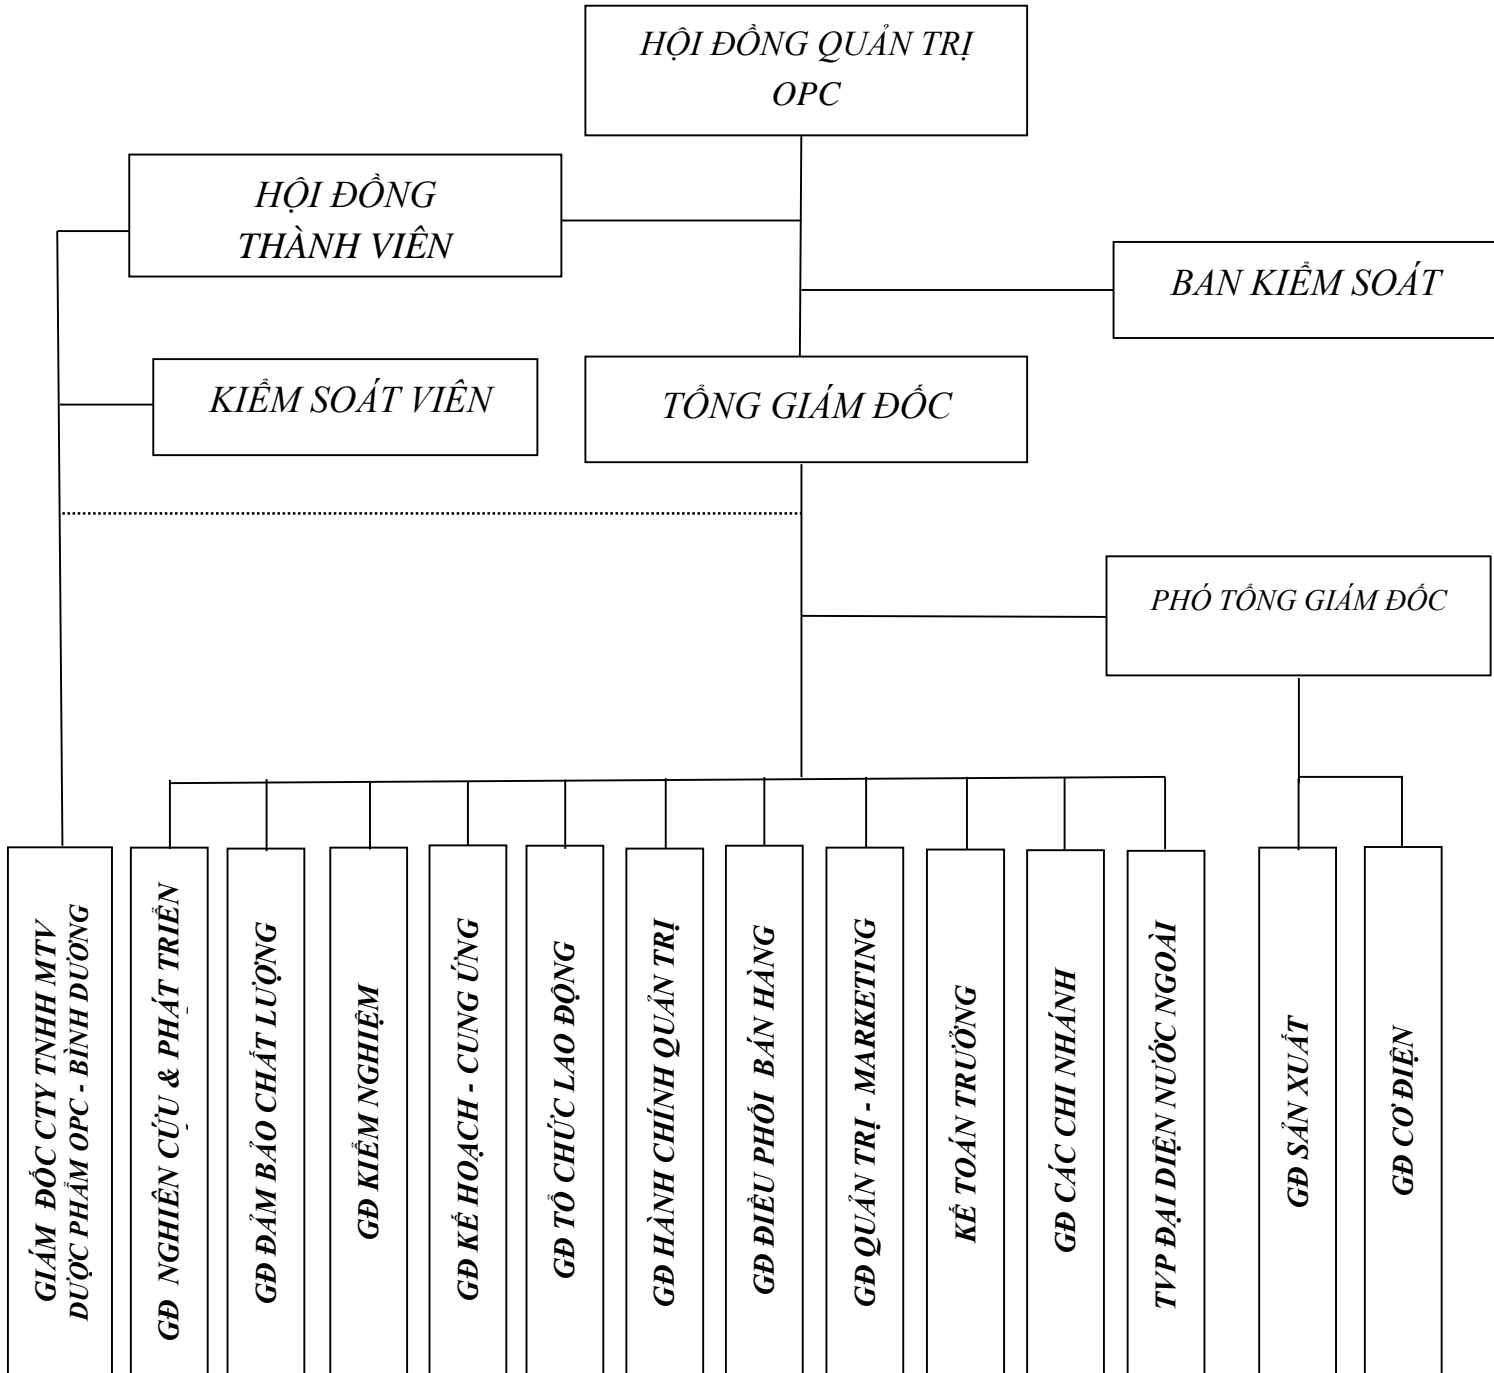 HỘI ĐỒNG QUẢN TRỊ
OPC
HỘI ĐỒNG
THÀNH VIÊN
BAN KIỂM SOÁT
KIỂM SOÁT VIÊN
TỔNG GIÁM ĐỐC
PHÓ TỔNG GIÁM ĐỐC
GIÁM ĐỐC CTY TNHH MTV
DƯỢC PHẨM OPC - BÌNH DƯƠNG
GĐ NGHIÊN CỨU & PHÁT TRIỂN
GĐ ĐẢM BẢO CHẤT LƯỢNG
GĐ KIỂM NGHIỆM
GĐ KẾ HOẠCH - CUNG ỨNG
GĐ TỔ CHỨC LAO ĐỘNG
GĐ HÀNH CHÍNH QUẢN TRỊ
GĐ ĐIỀU PHỐI BÁN HÀNG
GĐ QUẢN TRỊ - MARKETING
KẾ TOÁN TRƯỞNG
GĐ CÁC CHI NHÁNH
TVP ĐẠI DIỆN NƯỚC NGOÀI
GĐ SẢN XUẤT
GĐ CƠ ĐIỆN